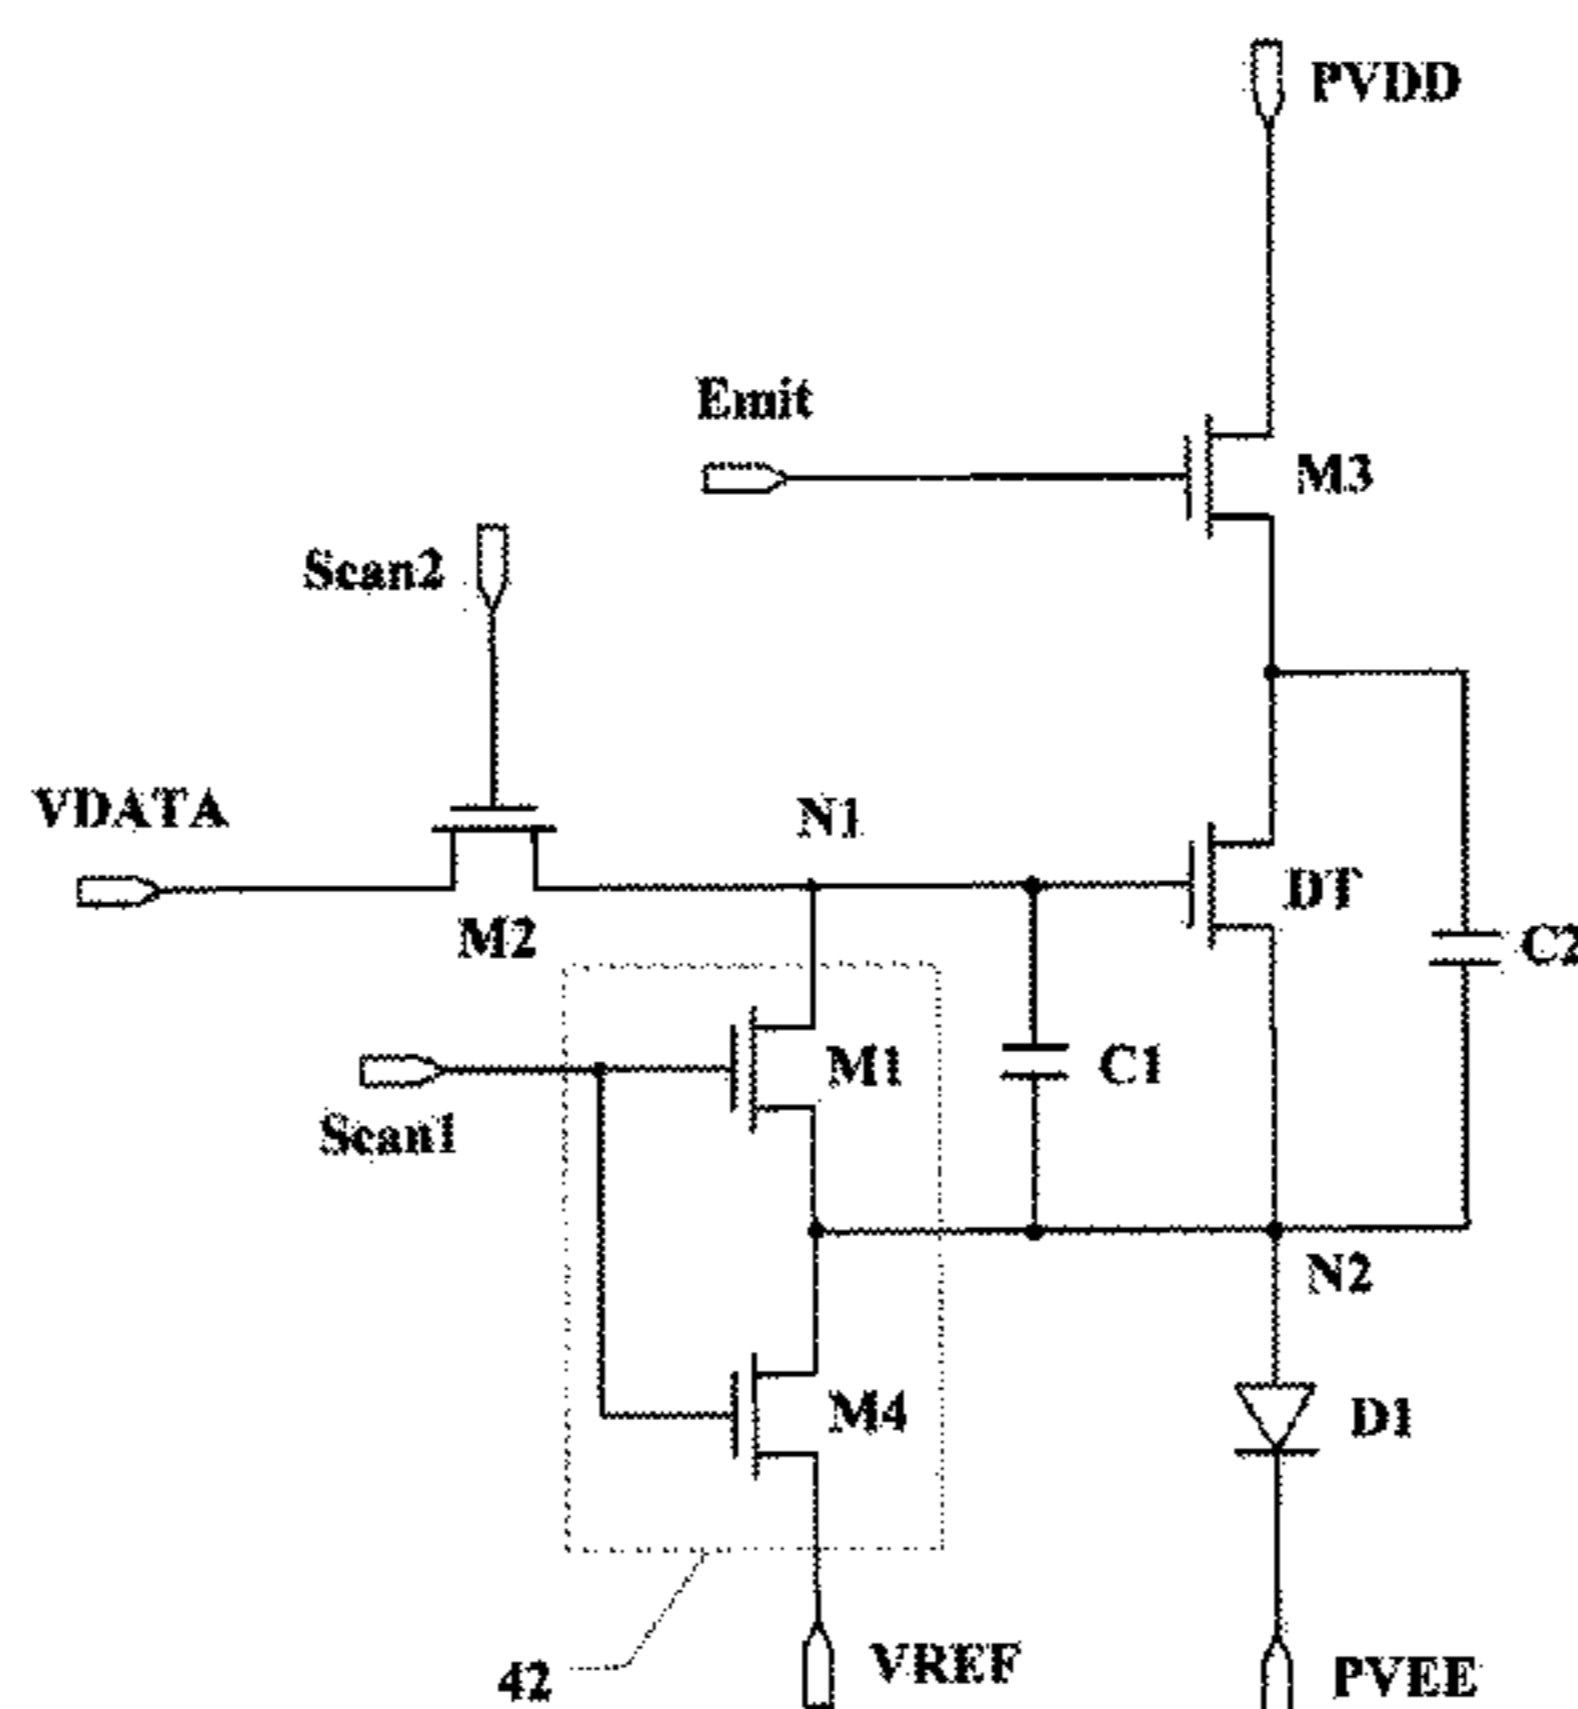 PVDD
Emit
M3
Scan2
VDATA
N1
DT
M2
C2
M1
C1
Scan1
N2
M4
D1
42
VREF
PVEE